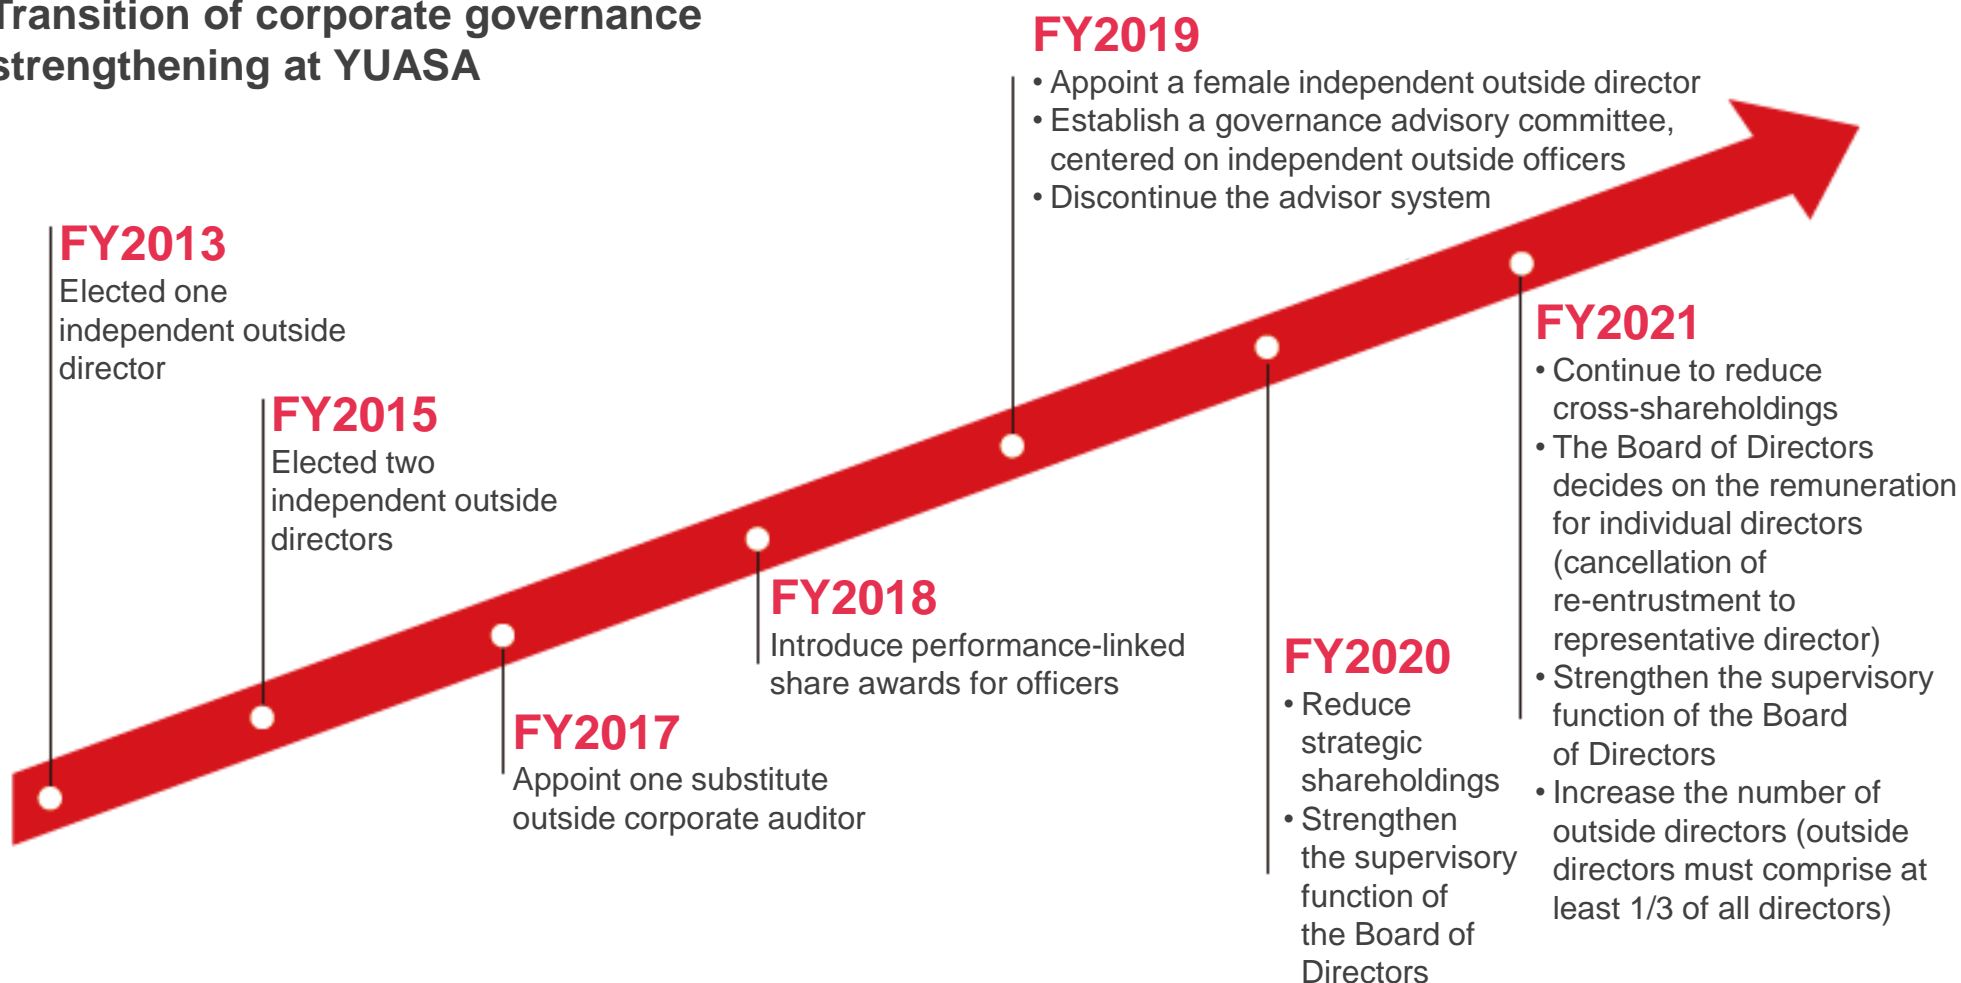 Transition of corporate governance
strengthening at YUASA
FY2013
Elected one
independent outside
director
FY2015
Elected two
independent outside
directors
FY2017
Appoint one substitute
outside corporate auditor
FY2018
Introduce performance-linked
share awards for officers
FY2019
• Appoint a female independent outside director
• Establish a governance advisory committee,
centered on independent outside officers
• Discontinue the advisor system
FY2020
• Reduce
strategic
shareholdings
• Strengthen
the supervisory
function of
the Board of
Directors
FY2021
• Continue to reduce
cross-shareholdings
• The Board of Directors
decides on the remuneration
for individual directors
(cancellation of
re-entrustment to
representative director)
• Strengthen the supervisory
function of the Board
of Directors
• Increase the number of
outside directors (outside
directors must comprise at
least 1/3 of all directors)